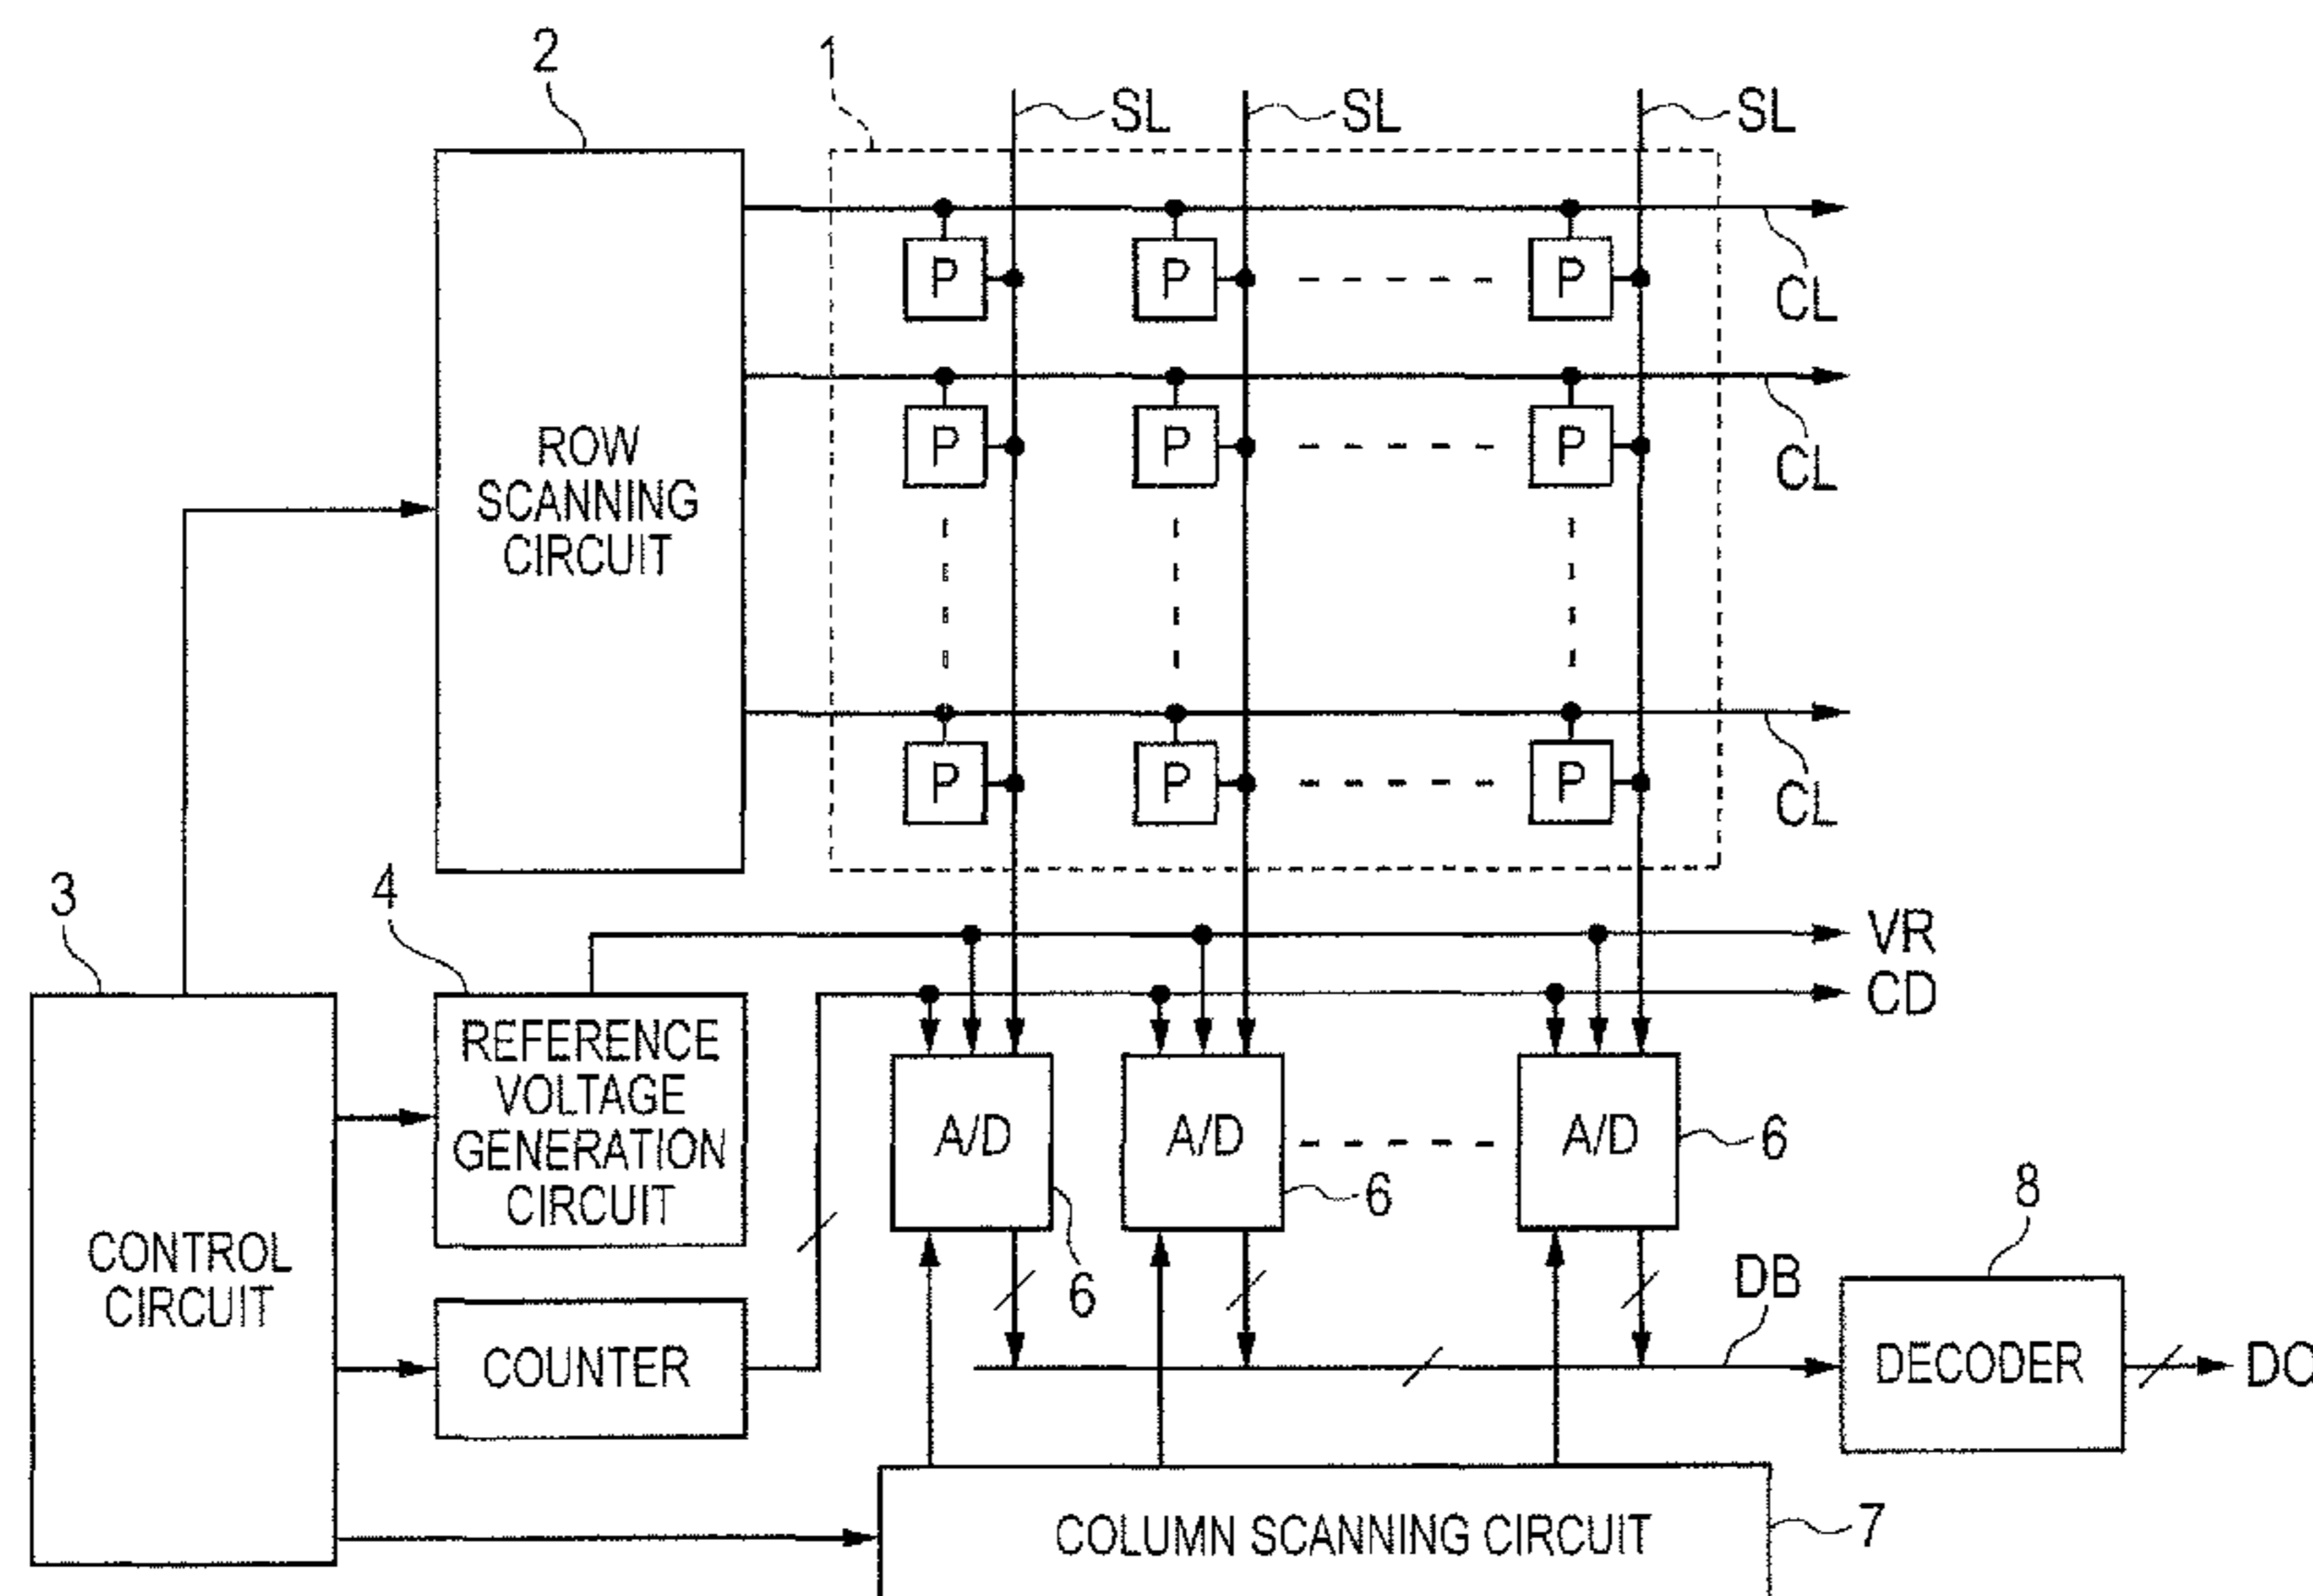 2
1
SL
SL
SL
P
P
P
CL
ROW
SCANNING
CIRCUIT
P
P
P
CL
P
P
P
CL
3
4
VR
CD
REFERENCE
VOLTAGE
GENERATION
CIRCUIT
A/D
A/D
A/D
6
6
6
CONTROL
CIRCUIT
COUNTER
DB
8
DECODER
COLUMN SCANNING CIRCUIT
7